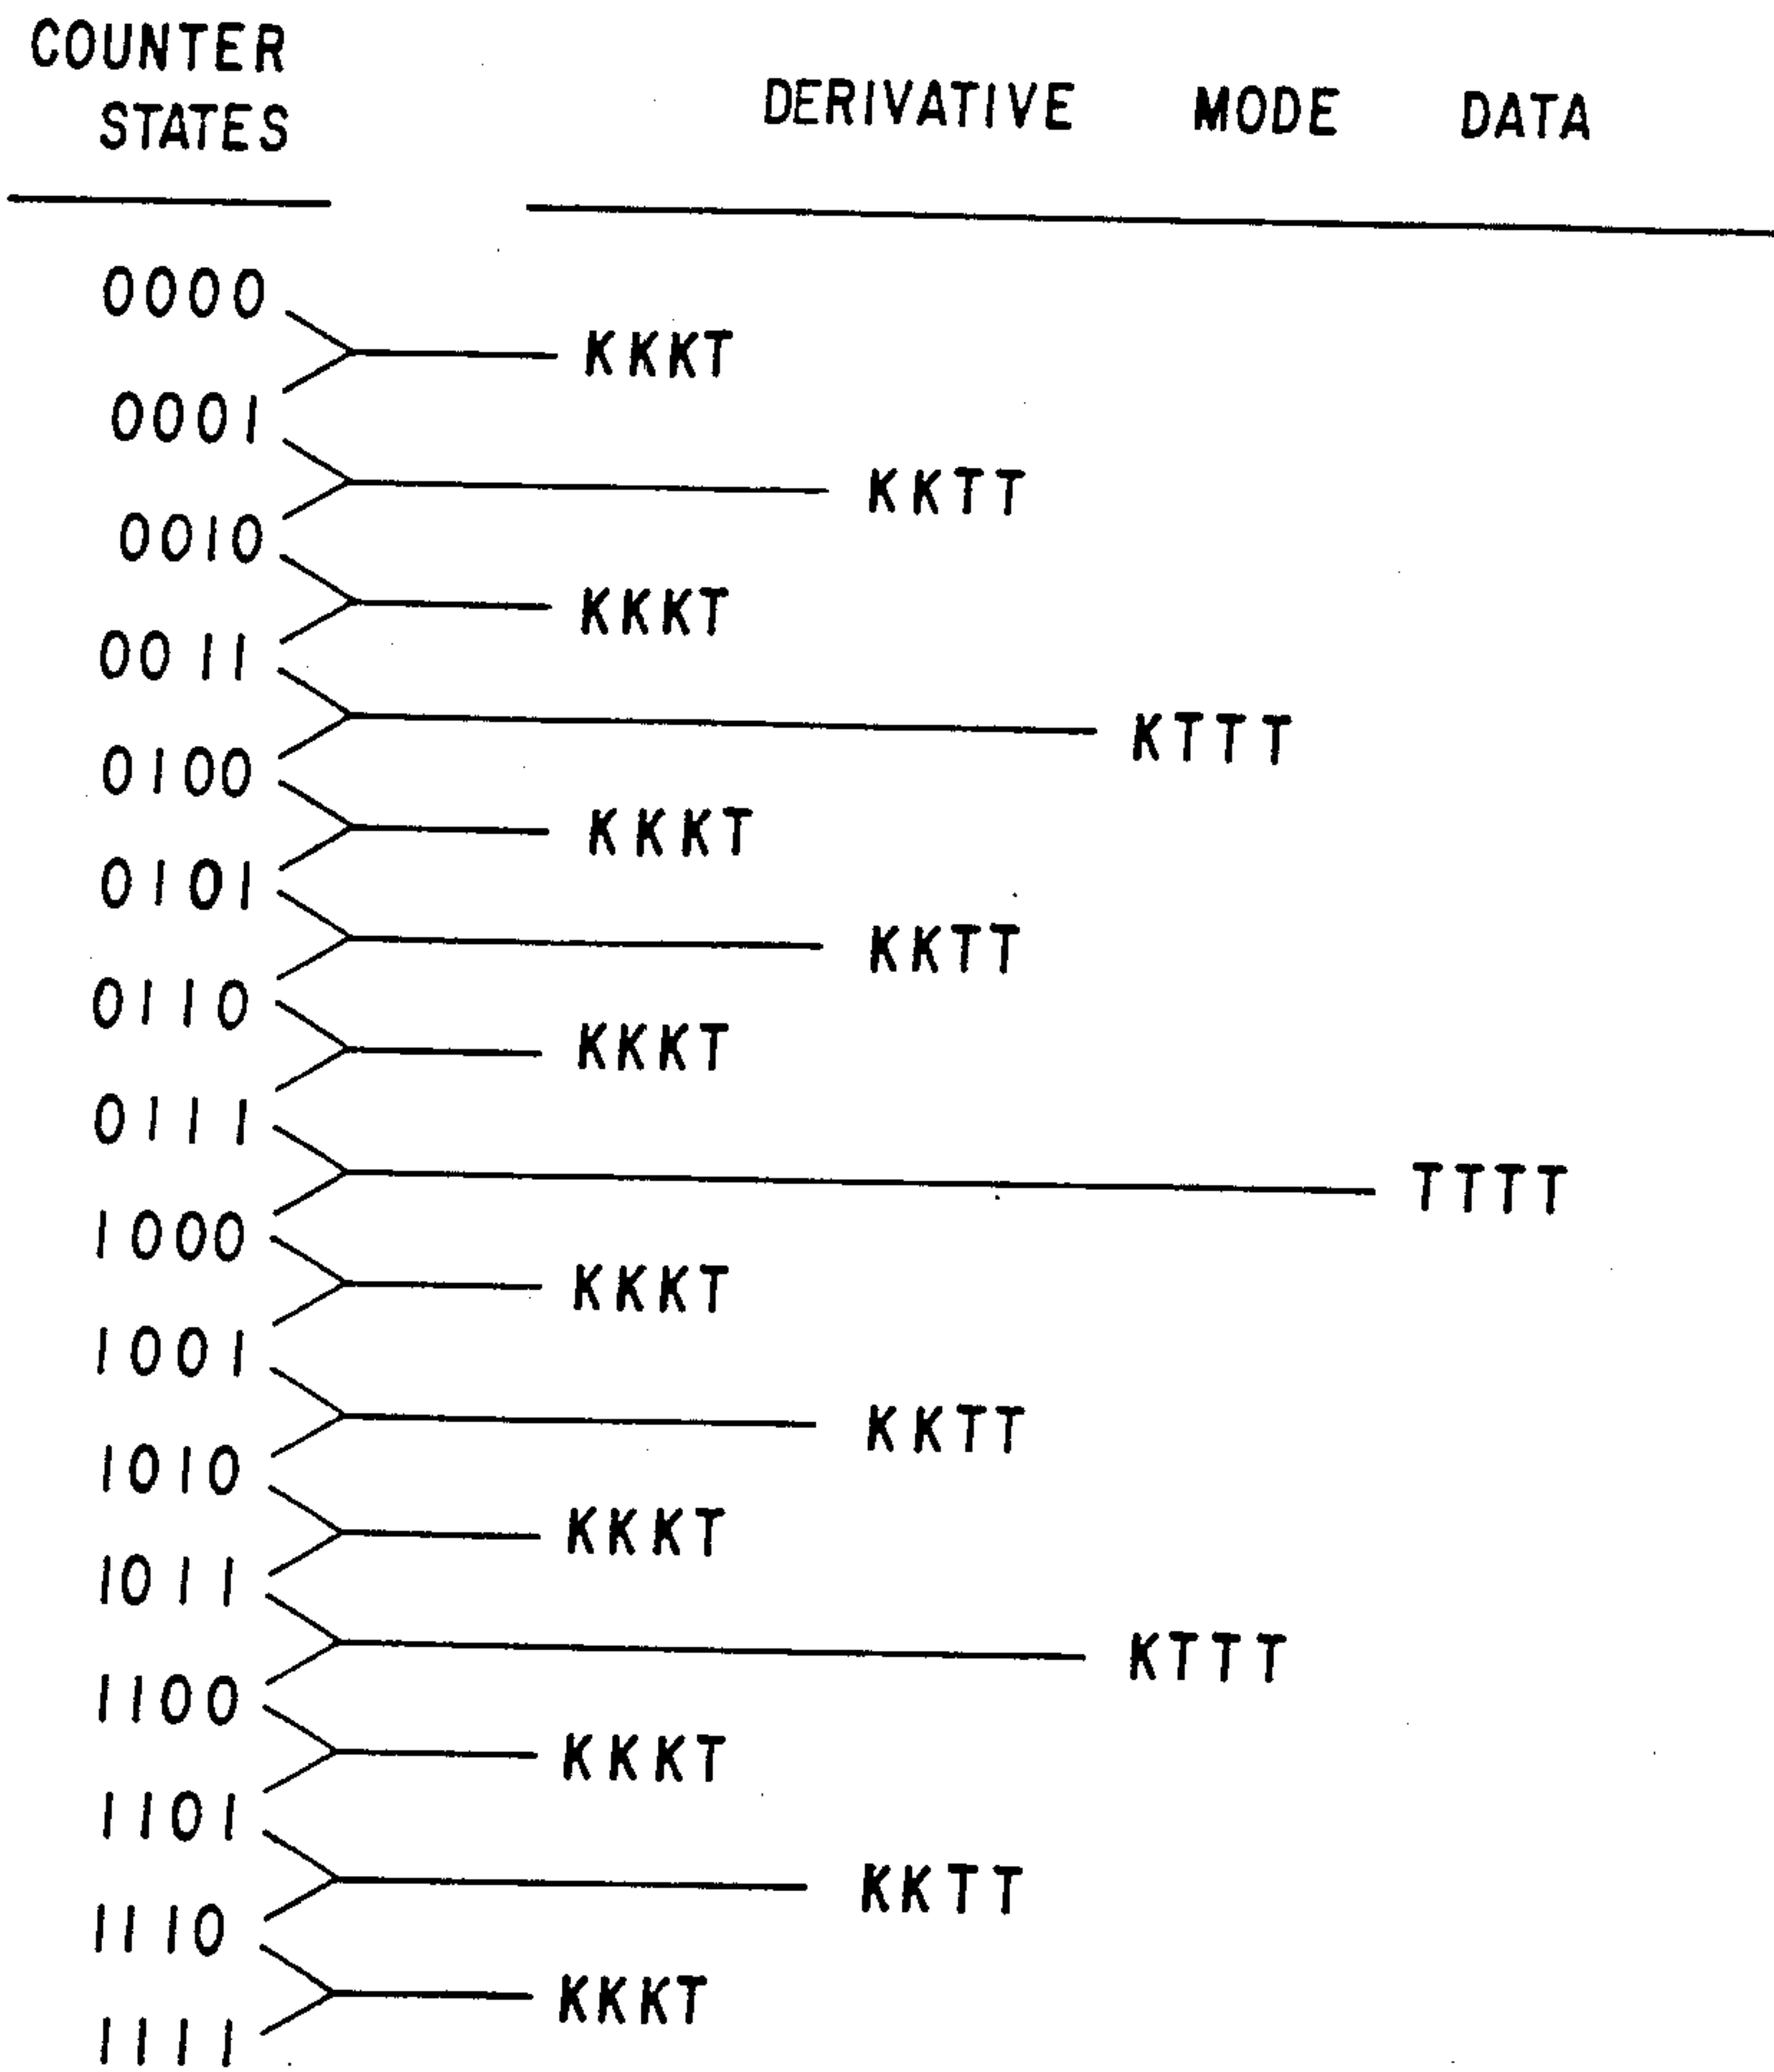 COUNTER
STATES
DERIVATIVE MODE DATA
0000
KKKT
0001
KKTT
0010
KKKT
0011
KTTT
0100
KKKT
0101
KKTT
0110
KKKT
0111
TTTT
1000
KKKT
1001
KKTT
1010
KKKT
1011
KTTT
1100
KKKT
1101
KKTT
1110
KKKT
1111